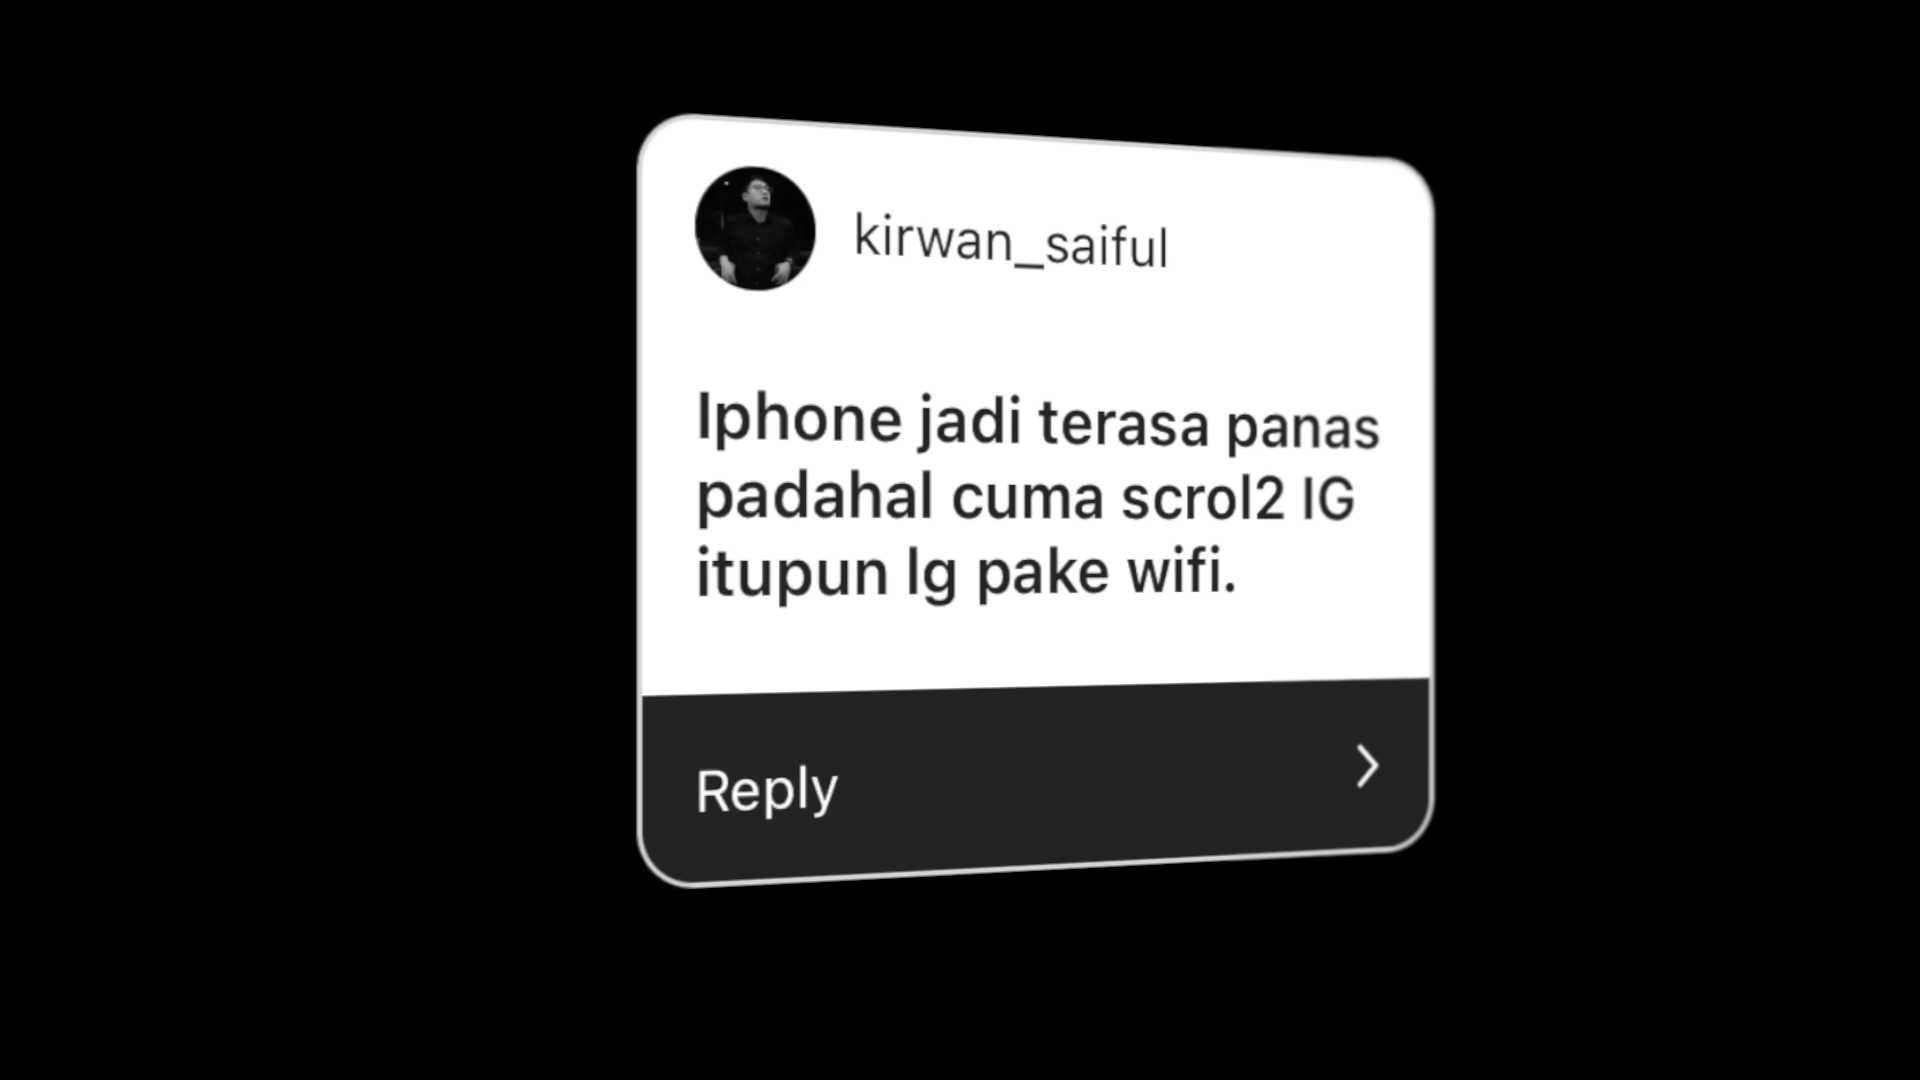 kirwan_saiful
Iphone jadi terasa panas
padahal cuma scrol2 IG
itupun lg pake wifi.
Reply